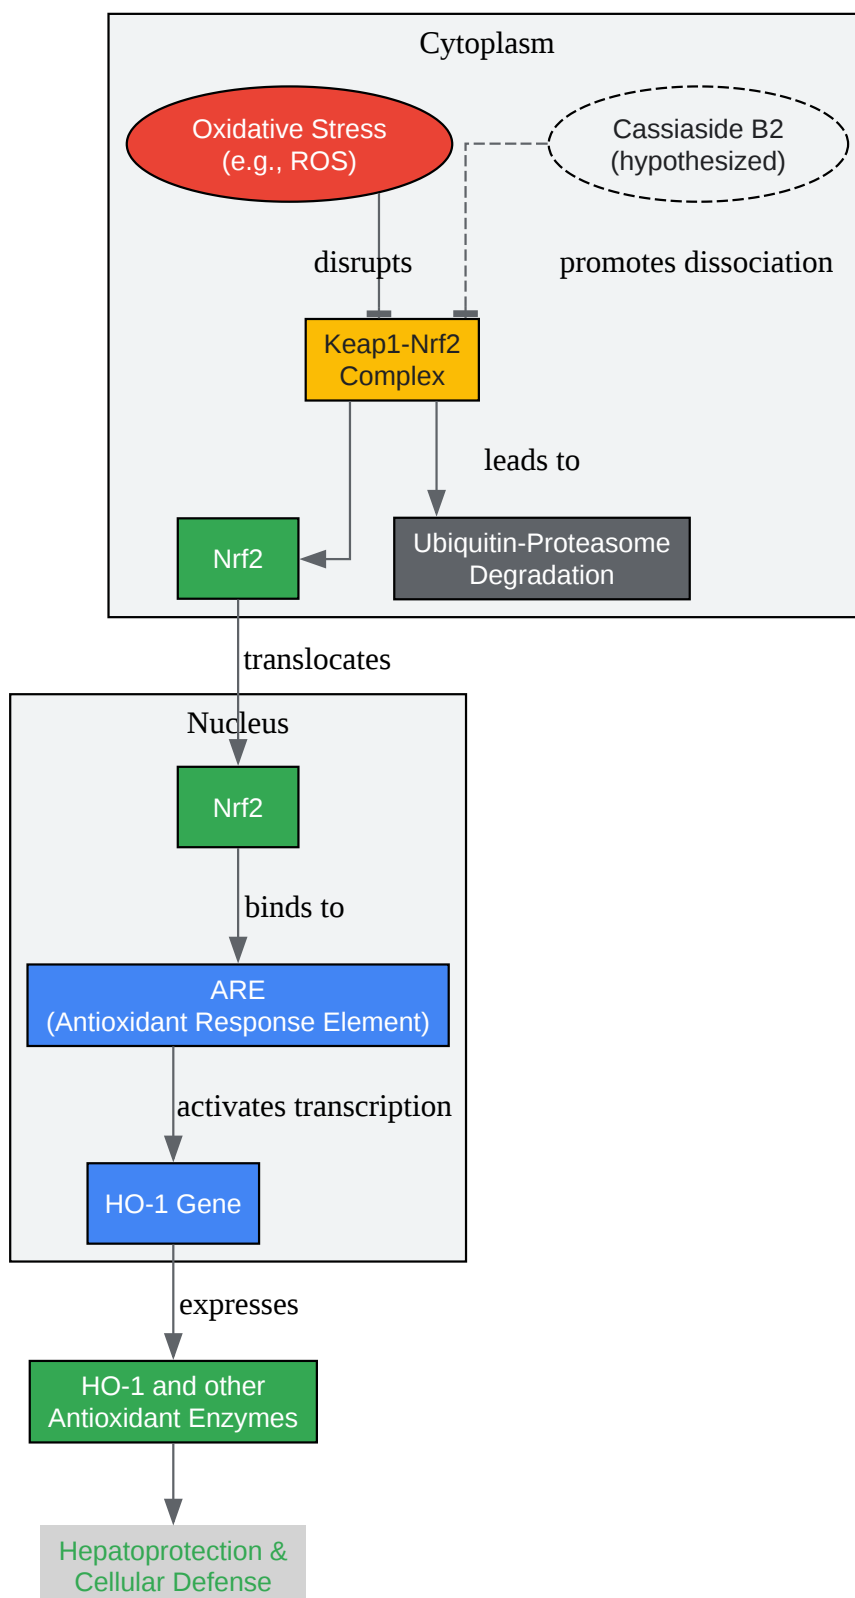 Cytoplasm
Oxidative Stress
(e.g., ROS)
Cassiaside B2
(hypothesized)
disrupts
promotes dissociation
Keap1-Nrf2
Complex
leads to
Nrf2
Ubiquitin-Proteasome
Degradation
translocates
Nucleus
Nrf2
binds to
ARE
(Antioxidant Response Element)
activates transcription
HO-1 Gene
expresses
HO-1 and other
Antioxidant Enzymes
Hepatoprotection &
Cellular Defense